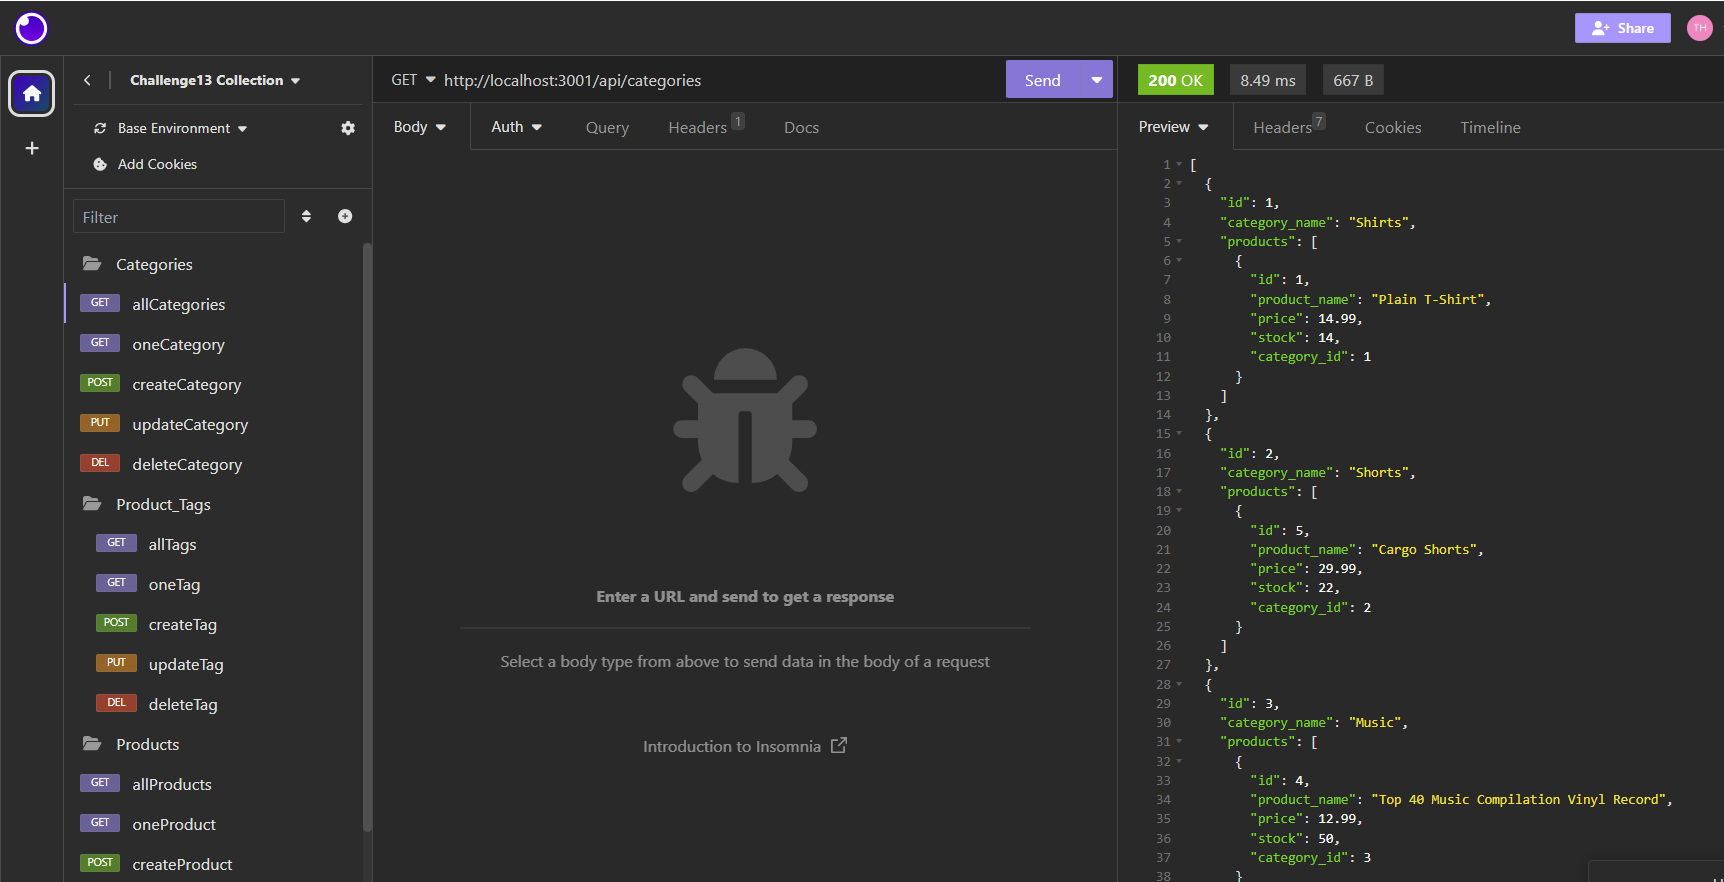 Share
TH
Challenge13 Collection
GET http://localhost:3001/api/categories
Send
200 OK
8.49 ms
667 B
Base Environment
Add Cookies
Body
Auth
Query
Headers 1
Docs
Preview
Headers 7
Cookies
Timeline
Filter
Categories
GET allCategories
GET oneCategory
POST createCategory
PUT updateCategory
DEL deleteCategory
Product_Tags
GET allTags
GET oneTag
POST createTag
PUT updateTag
DEL deleteTag
Products
GET allProducts
GET oneProduct
POST createProduct
Enter a URL and send to get a response
Select a body type from above to send data in the body of a request
Introduction to Insomnia
1 [
2 {
3 "id": 1,
4 "category_name": "Shirts",
5 "products": [
6 {
7 "id": 1,
8 "product_name": "Plain T-Shirt",
9 "price": 14.99,
10 "stock": 14,
11 "category_id": 1
12 }
13 ]
14 },
15 {
16 "id": 2,
17 "category_name": "Shorts",
18 "products": [
19 {
20 "id": 5,
21 "product_name": "Cargo Shorts",
22 "price": 29.99,
23 "stock": 22,
24 "category_id": 2
25 }
26 ]
27 },
28 {
29 "id": 3,
30 "category_name": "Music",
31 "products": [
32 {
33 "id": 4,
34 "product_name": "Top 40 Music Compilation Vinyl Record",
35 "price": 12.99,
36 "stock": 50,
37 "category_id": 3
38 }